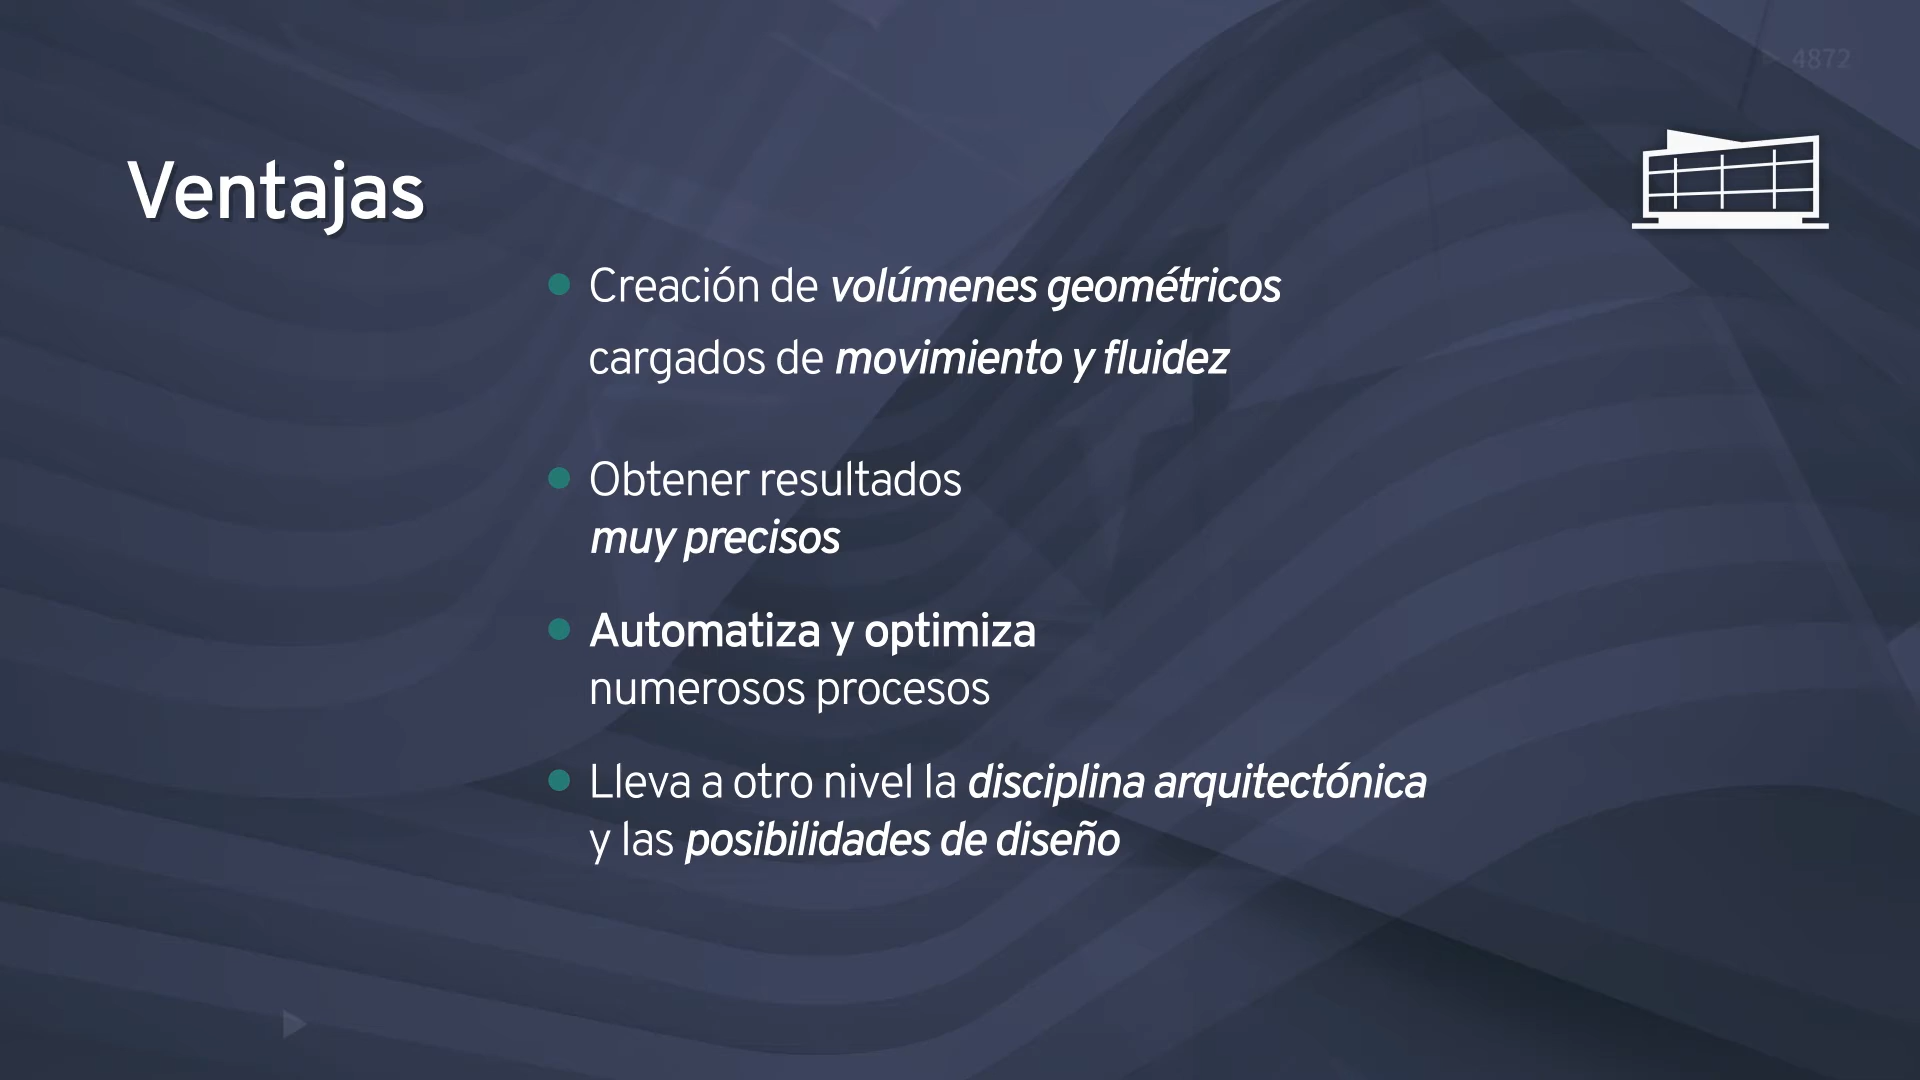 4872
Ventajas
Creación de volúmenes geométricos
cargados de movimiento y fluidez
Obtener resultados
muy precisos
Automatiza y optimiza
numerosos procesos
Lleva a otro nivel la disciplina arquitectónica
y las posibilidades de diseño